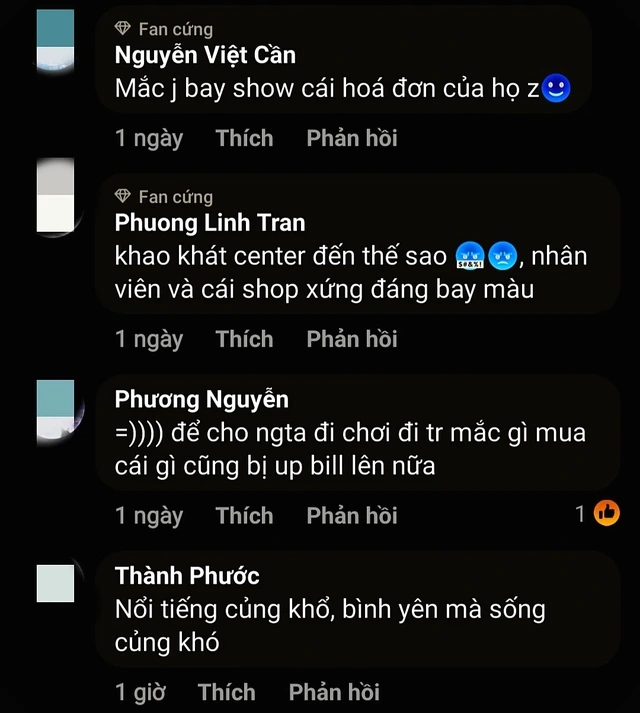 Fan cứng
Nguyễn Việt Cần
Mắc j bay show cái hoá đơn của họ z
1 ngày Thích Phản hồi
Fan cứng
Phuong Linh Tran
khao khát center đến thế sao , nhân
viên và cái shop xứng đáng bay màu
1 ngày Thích Phản hồi
Phương Nguyễn
=)))) để cho ngta đi chơi đi tr mắc gì mua
cái gì cũng bị up bill lên nữa
1 ngày Thích Phản hồi 1
Thành Phước
Nổi tiếng củng khổ, bình yên mà sống
củng khó
1 giờ Thích Phản hồi